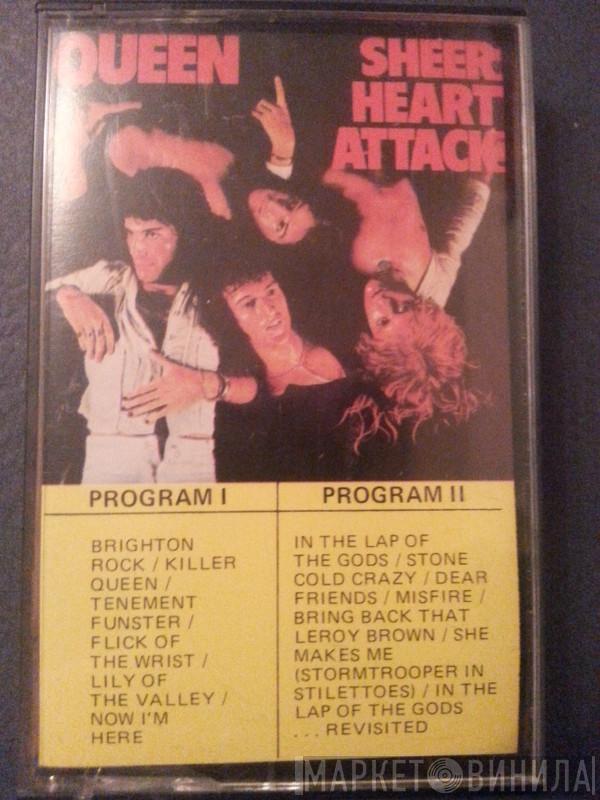 QUEEN
SHEER
HEART
ATTACK
PROGRAM I
BRIGHTON
ROCK / KILLER
QUEEN /
TENEMENT
FUNSTER /
FLICK OF
THE WRIST /
LILY OF
THE VALLEY /
NOW I'M
HERE
PROGRAM II
IN THE LAP OF
THE GODS / STONE
COLD CRAZY / DEAR
FRIENDS / MISFIRE /
BRING BACK THAT
LEROY BROWN / SHE
MAKES ME
(STORMTROOPER IN
STILETTOES) / IN THE
LAP OF THE GODS
... REVISITED
МАРКЕТ ВИНИЛА